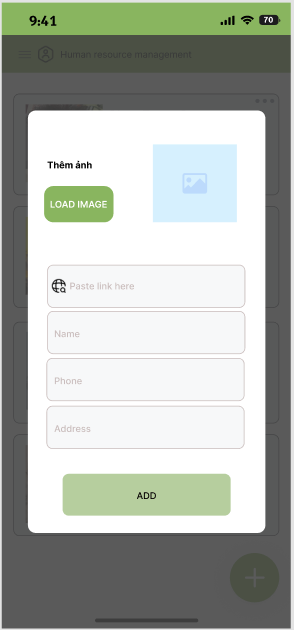 9:41
70
Human resource management
Thêm ảnh
LOAD IMAGE
Paste link here
Name
Phone
Address
ADD